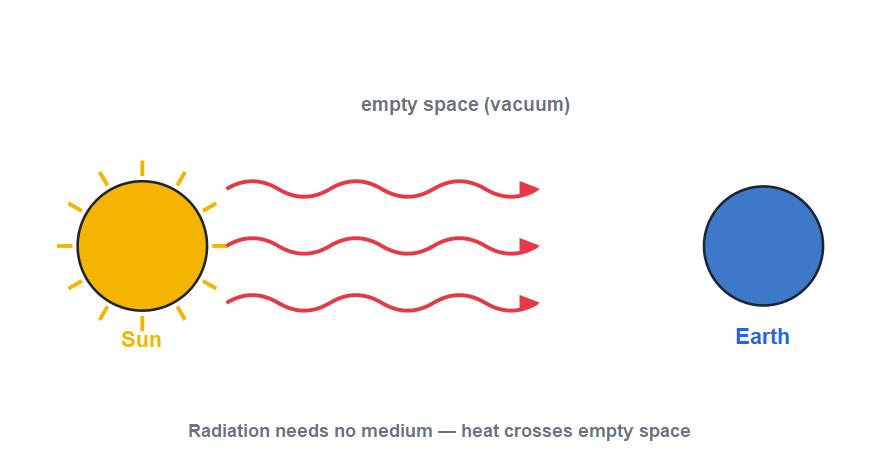 empty space (vacuum)
Sun
Earth
Radiation needs no medium — heat crosses empty space